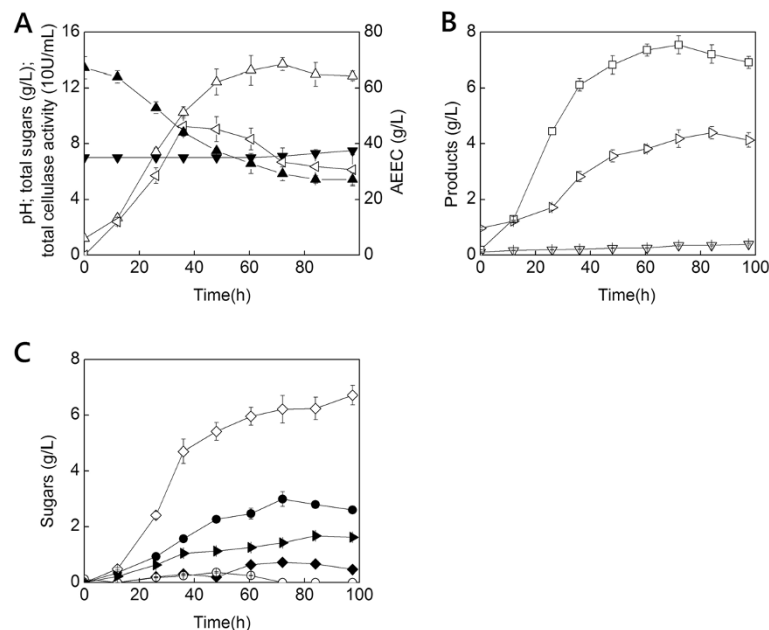 A
pH; total sugars (g/L);
total cellulase activity (10U/mL)
16
12
8
4
0
80
60
40
20
0
AEEC (g/L)
0 20 40 60 80
Time(h)
B
Products (g/L)
8
6
4
2
0
0 20 40 60 80 100
Time(h)
C
Sugars (g/L)
8
6
4
2
0
0 20 40 60 80 100
Time(h)